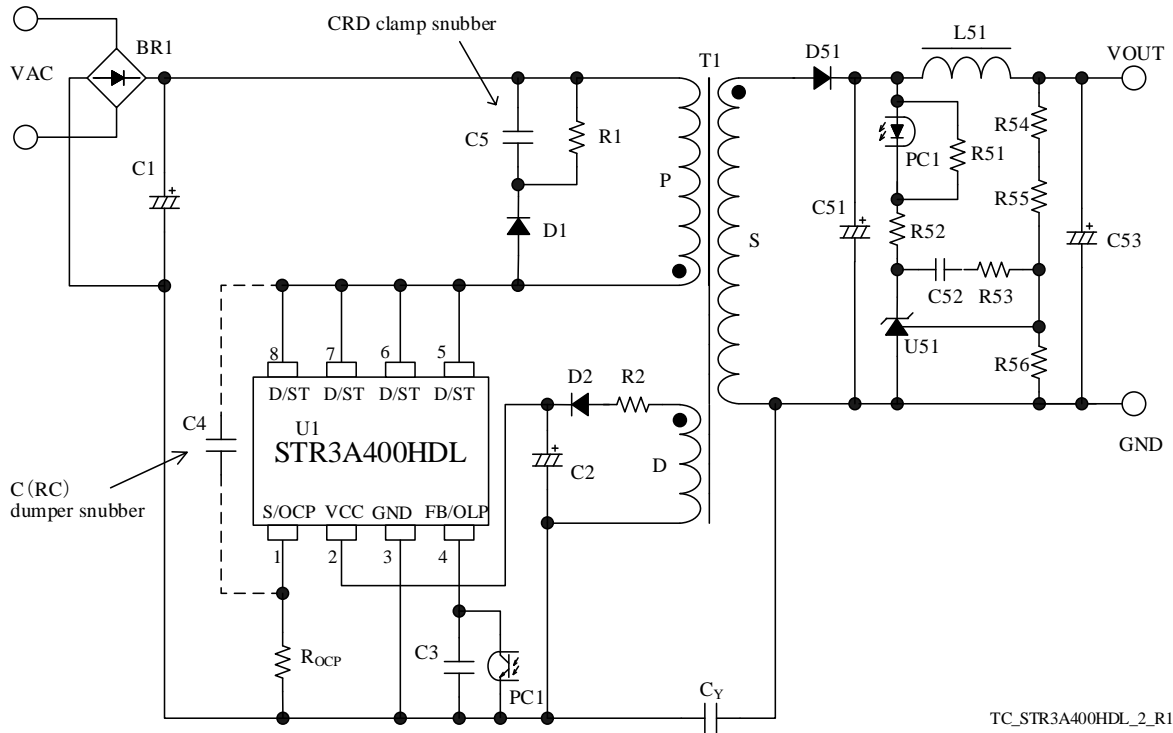 CRD clamp snubber
L51
BR1
T1
D51
VOUT
VAC
C5
R1
PC1
R51
R54
C1
P
R55
C51
R52
C53
D1
S
C52
R53
U51
R56
8
7
6
5
D/ST
D/ST
D/ST
D/ST
D2
R2
C4
U1
STR3A400HDL
C2
D
GND
C(RC)
dumper snubber
S/OCP
VCC
GND
FB/OLP
1
2
3
4
ROCP
C3
PC1
CY
TC_STR3A400HDL_2_R1